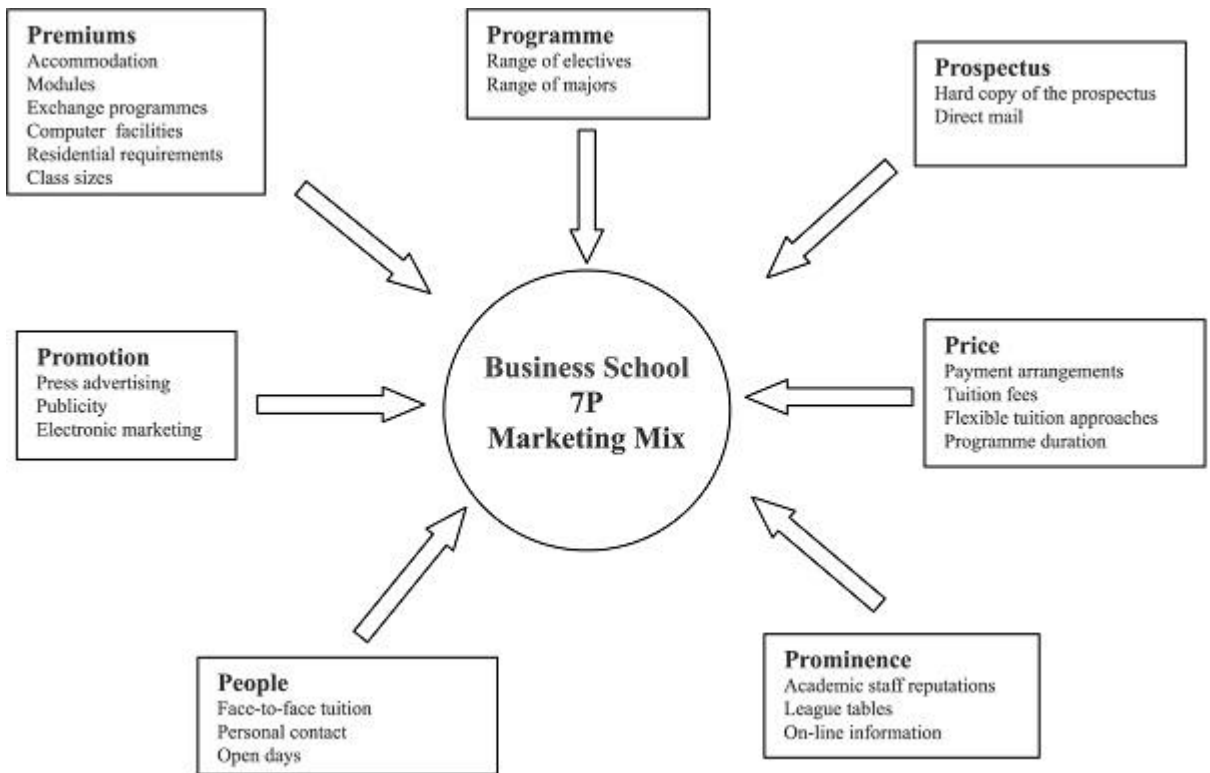 Premiums
Accommodation
Modules
Exchange programmes
Computer facilities
Residential requirements
Class sizes
Programme
Range of electives
Range of majors
Prospectus
Hard copy of the prospectus
Direct mail
Promotion
Press advertising
Publicity
Electronic marketing
Business School
7P
Marketing Mix
Price
Payment arrangements
Tuition fees
Flexible tuition approaches
Programme duration
People
Face-to-face tuition
Personal contact
Open days
Prominence
Academic staff reputations
League tables
On-line information